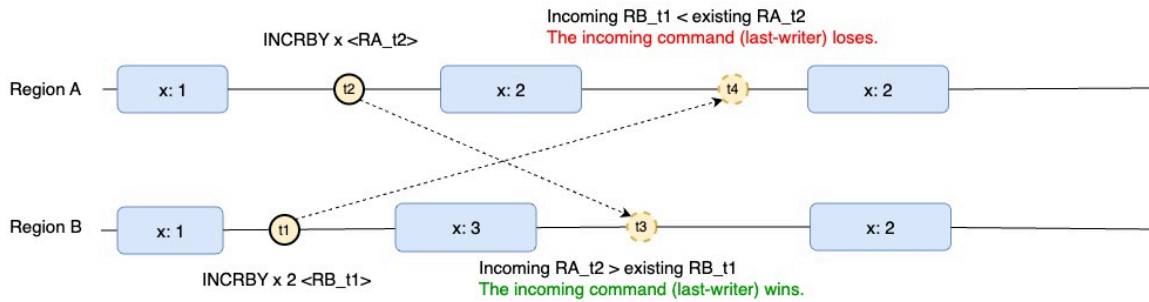 Incoming RB_t1 < existing RA_t2
The incoming command (last-writer) loses.
INCRBY x <RA_t2>
Region A
x: 1
t2
x: 2
t4
x: 2
Region B
x: 1
t1
x: 3
t3
x: 2
INCRBY x 2 <RB_t1>
Incoming RA_t2 > existing RB_t1
The incoming command (last-writer) wins.